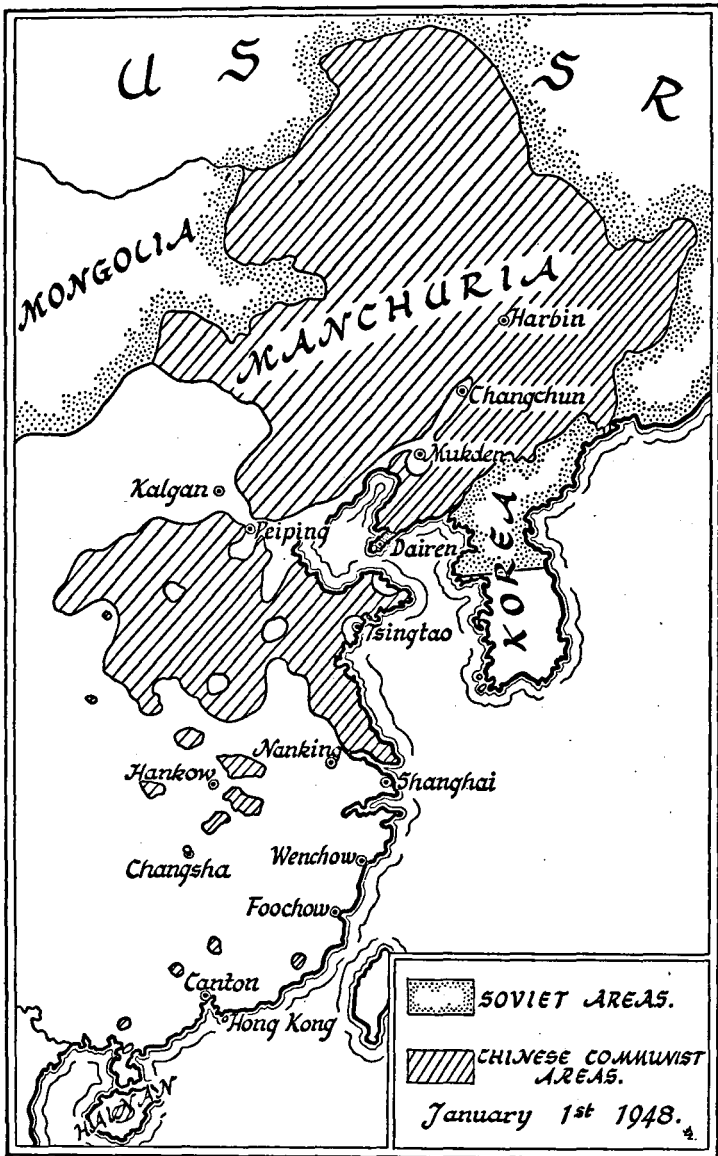 U S S R
MONGOLIA
MANCHURIA
Harbin
Changchun
Mukden
Kalgan
Peiping
Dairen
KOREA
Tsingtao
Nanking
Hankow
Shanghai
Changsha
Wenchow
Foochow
Canton
Hong Kong
HAINAN
SOVIET AREAS.
CHINESE COMMUNIST
AREAS.
January 1st 1948.